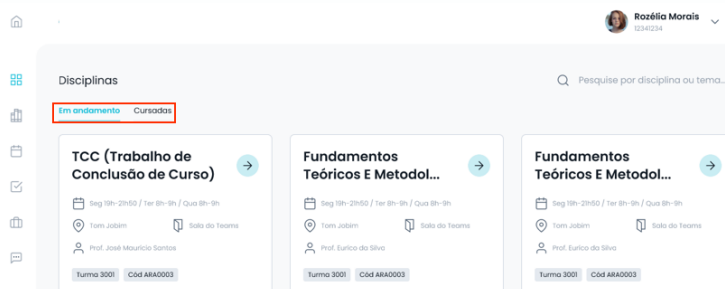 Rozélia Morais
12341234
Disciplinas
Pesquise por disciplina ou tema...
Em andamento Cursadas
TCC (Trabalho de
Conclusão de Curso)
Seg 19h-21h50 / Ter 8h-9h / Qua 8h-9h
Tom Jobim Sala do Teams
Prof. José Maurício Santos
Turma 3001 Cód ARA0003
Fundamentos
Teóricos E Metodol...
Seg 19h-21h50 / Ter 8h-9h / Qua 8h-9h
Tom Jobim Sala do Teams
Prof. Eurico da Silva
Turma 3001 Cód ARA0003
Fundamentos
Teóricos E Metodol...
Seg 19h-21h50 / Ter 8h-9h / Qua 8h-9h
Tom Jobim Sala do Teams
Prof. Eurico da Silva
Turma 3001 Cód ARA0003